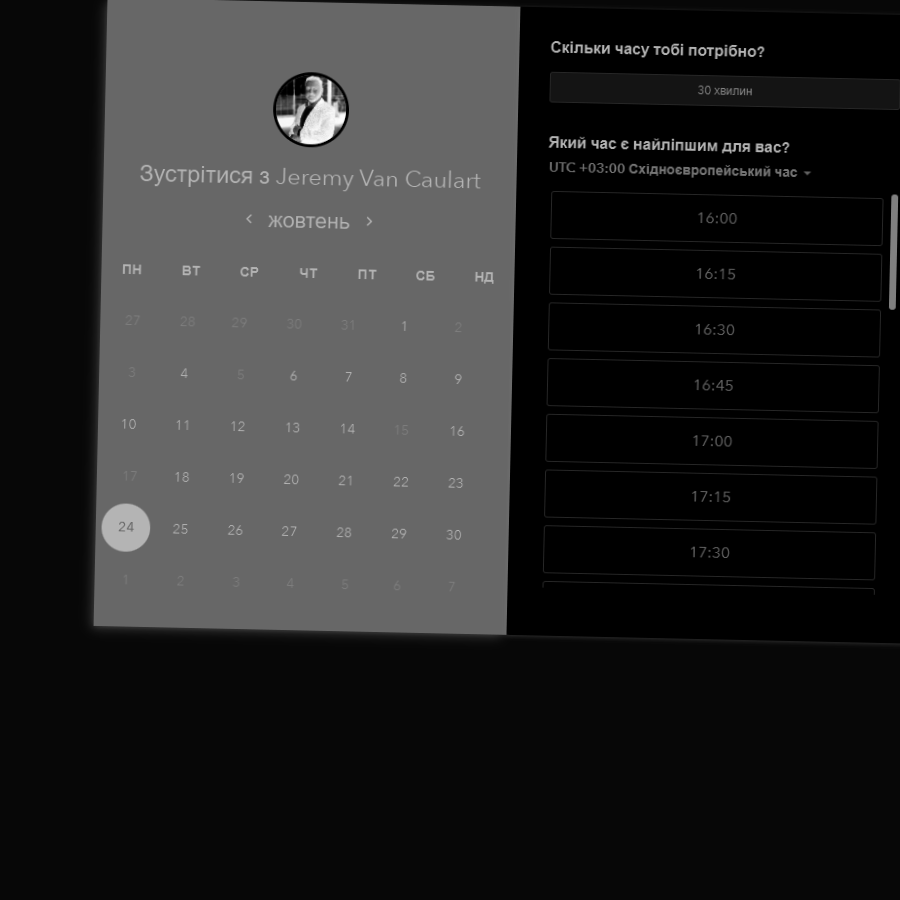 Зустрітися з Jeremy Van Caulart
жовтень
ПН ВТ СР ЧТ ПТ СБ НД
27 28 29 30 31 1 2
3 4 5 6 7 8 9
10 11 12 13 14 15 16
17 18 19 20 21 22 23
24 25 26 27 28 29 30
1 2 3 4 5 6 7
Скільки часу тобі потрібно?
30 хвилин
Який час є найліпшим для вас?
UTC +03:00 Східноєвропейський час
16:00
16:15
16:30
16:45
17:00
17:15
17:30